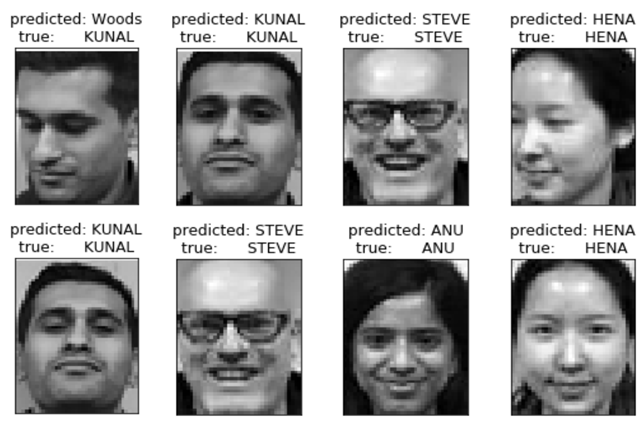 predicted: Woods
true: KUNAL
predicted: KUNAL
true: KUNAL
predicted: STEVE
true: STEVE
predicted: HENA
true: HENA
predicted: KUNAL
true: KUNAL
predicted: STEVE
true: STEVE
predicted: ANU
true: ANU
predicted: HENA
true: HENA